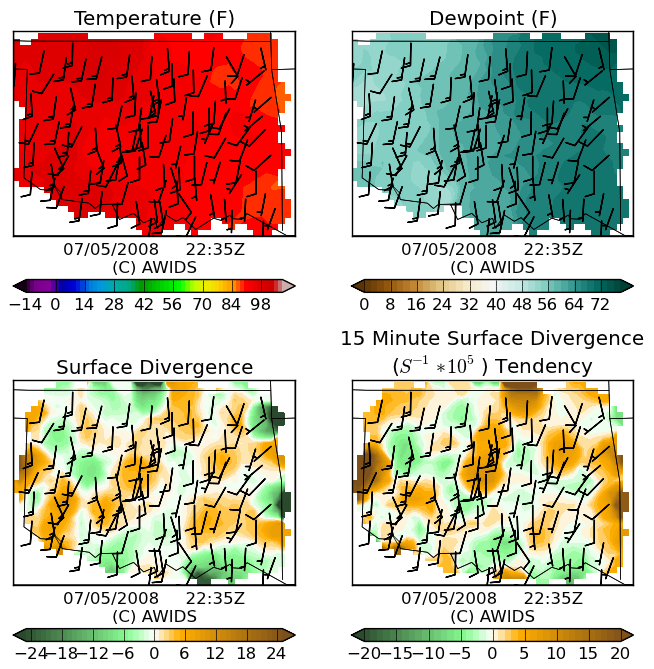 Temperature (F)
Dewpoint (F)
07/05/2008 22:35Z
(C) AWIDS
07/05/2008 22:35Z
(C) AWIDS
−14 0 14 28 42 56 70 84 98
0 8 16 24 32 40 48 56 64 72
Surface Divergence
15 Minute Surface Divergence
(S⁻¹ *10⁵ ) Tendency
07/05/2008 22:35Z
(C) AWIDS
07/05/2008 22:35Z
(C) AWIDS
−24−18−12 −6 0 6 12 18 24
−20−15−10 −5 0 5 10 15 20